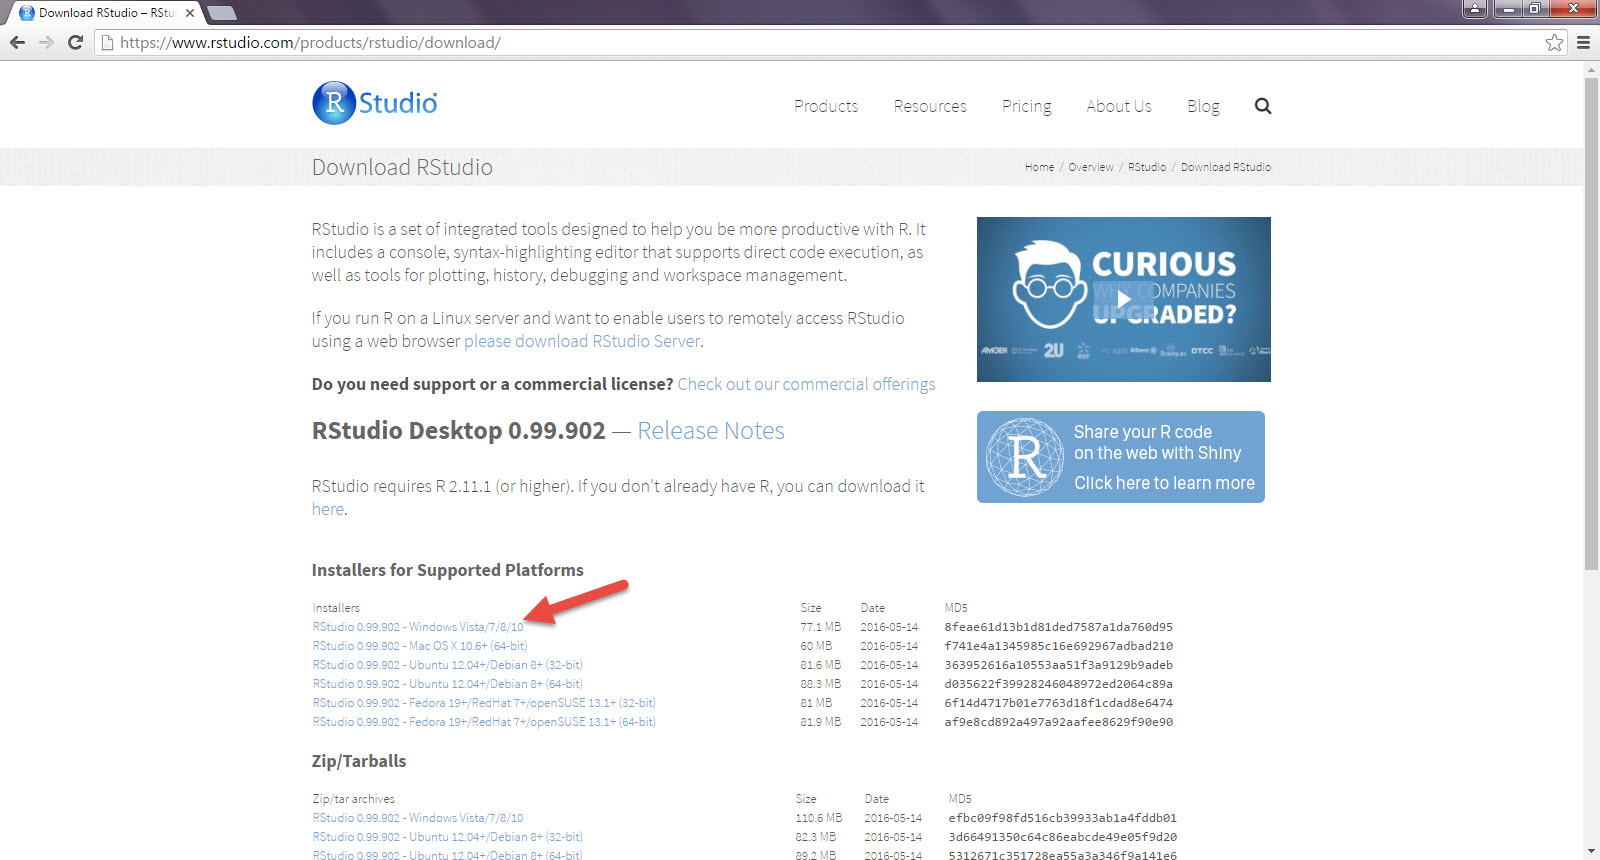 Download RStudio – RStu
https://www.rstudio.com/products/rstudio/download/
R Studio
Products Resources Pricing About Us Blog
Download RStudio
Home / Overview / RStudio / Download RStudio
RStudio is a set of integrated tools designed to help you be more productive with R. It
includes a console, syntax-highlighting editor that supports direct code execution, as
well as tools for plotting, history, debugging and workspace management.
If you run R on a Linux server and want to enable users to remotely access RStudio
using a web browser please download RStudio Server.
Do you need support or a commercial license? Check out our commercial offerings
RStudio Desktop 0.99.902 — Release Notes
RStudio requires R 2.11.1 (or higher). If you don't already have R, you can download it
here.
CURIOUS
WHY COMPANIES
UPGRADED?
AMGEN 2U EDF Allianz DTCC
R
Share your R code
on the web with Shiny
Click here to learn more
Installers for Supported Platforms
Installers Size Date MD5
RStudio 0.99.902 - Windows Vista/7/8/10 77.1 MB 2016-05-14 8feae61d13b1d81ded7587a1da760d95
RStudio 0.99.902 - Mac OS X 10.6+ (64-bit) 60 MB 2016-05-14 f741e4a1345985c16e692967adbad210
RStudio 0.99.902 - Ubuntu 12.04+/Debian 8+ (32-bit) 81.6 MB 2016-05-14 363952616a10553aa51f3a9129b9adeb
RStudio 0.99.902 - Ubuntu 12.04+/Debian 8+ (64-bit) 88.3 MB 2016-05-14 d035622f39928246048972ed2064c89a
RStudio 0.99.902 - Fedora 19+/RedHat 7+/openSUSE 13.1+ (32-bit) 81 MB 2016-05-14 6f14d4717b01e7763d18f1cdad8e6474
RStudio 0.99.902 - Fedora 19+/RedHat 7+/openSUSE 13.1+ (64-bit) 81.9 MB 2016-05-14 af9e8cd892a497a92aafee8629f90e90
Zip/Tarballs
Zip/tar archives Size Date MD5
RStudio 0.99.902 - Windows Vista/7/8/10 110.6 MB 2016-05-14 efbc09f98fd516cb39933ab1a4fddb01
RStudio 0.99.902 - Ubuntu 12.04+/Debian 8+ (32-bit) 82.3 MB 2016-05-14 3d66491350c64c86eabcde49e05f9d20
RStudio 0.99.902 - Ubuntu 12.04+/Debian 8+ (64-bit) 89.2 MB 2016-05-14 5312671c351728ea55a3a346f9a141e6